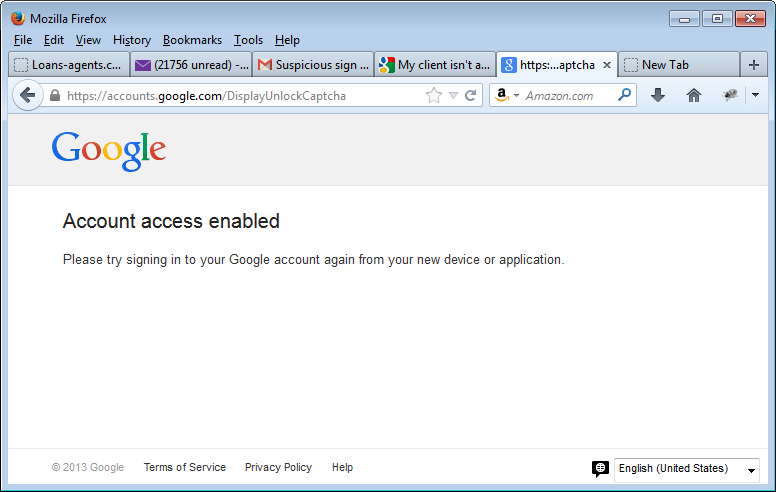 Mozilla Firefox
File Edit View History Bookmarks Tools Help
Loans-agents.c... (21756 unread) -... Suspicious sign ... My client isn't a... https:...aptcha New Tab
https://accounts.google.com/DisplayUnlockCaptcha Amazon.com
Google
Account access enabled
Please try signing in to your Google account again from your new device or application.
© 2013 Google Terms of Service Privacy Policy Help English (United States)